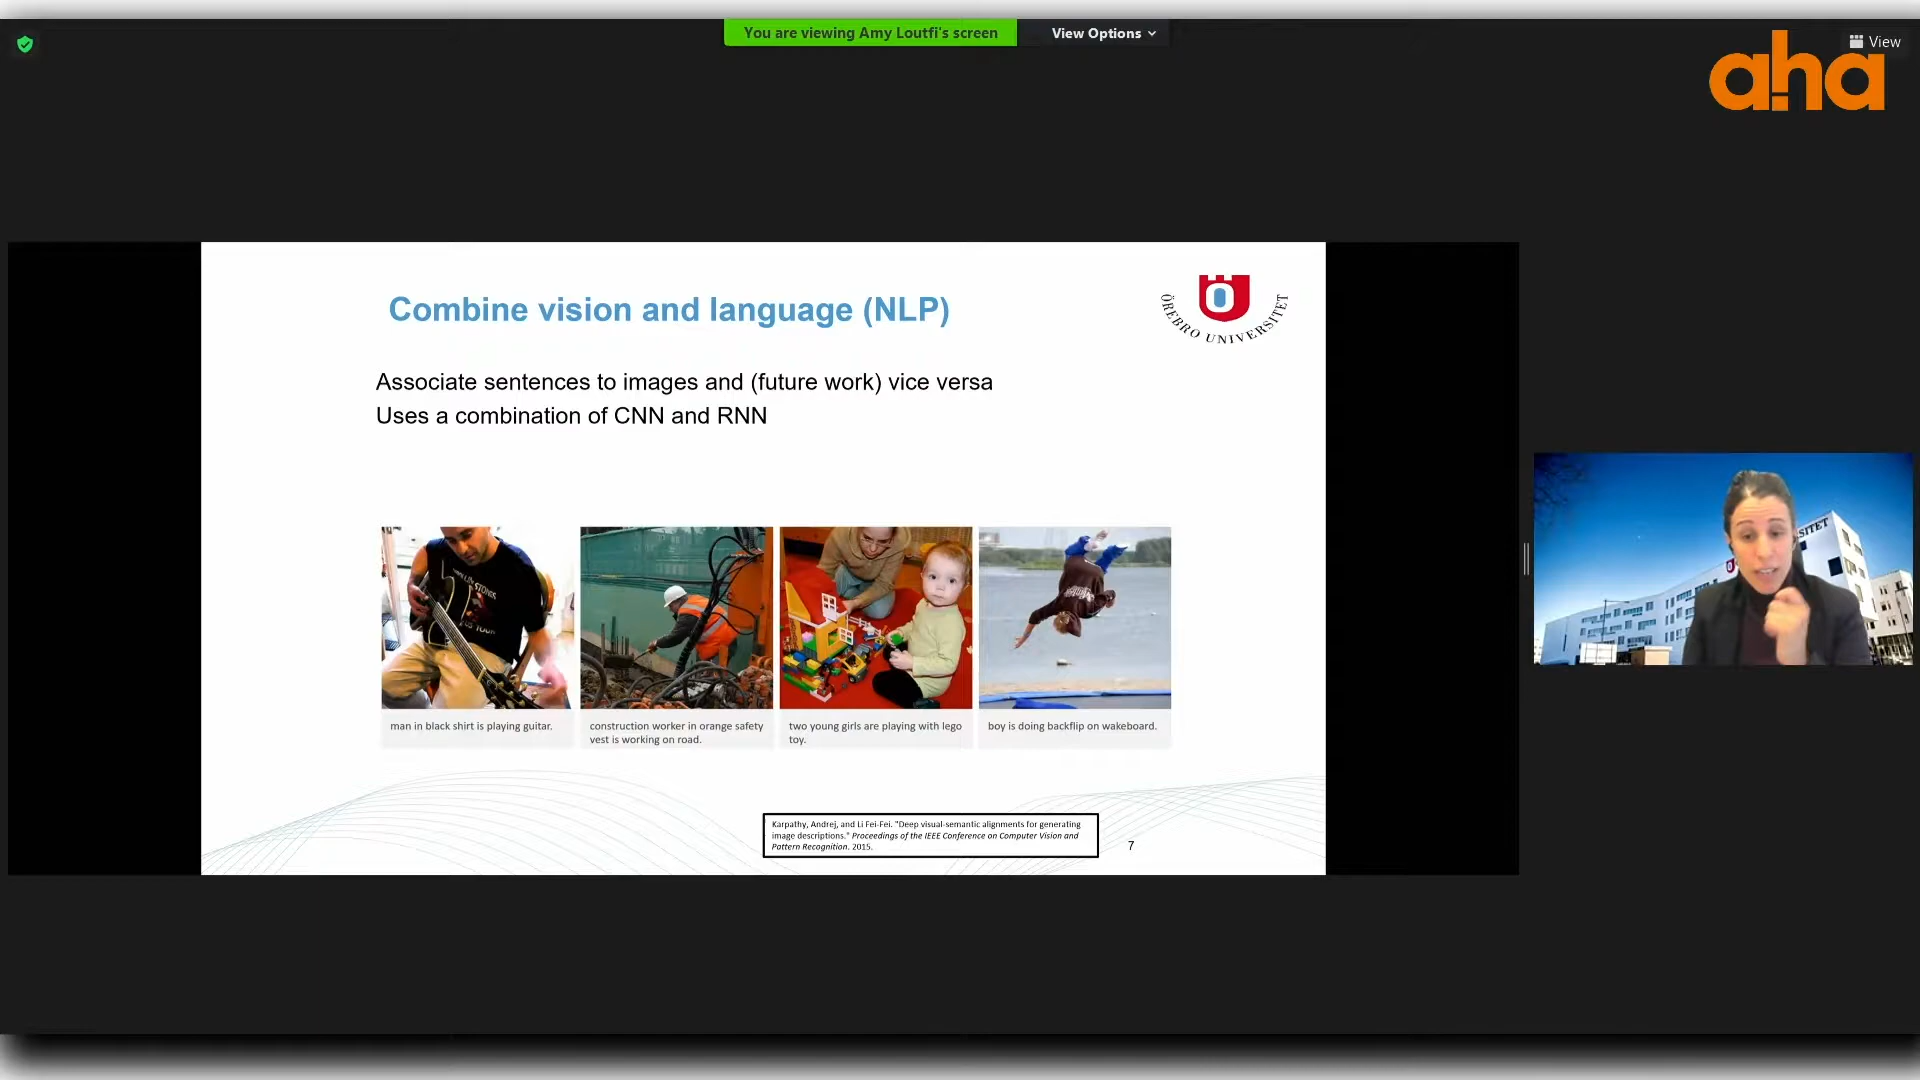 You are viewing Amy Loutfi's screen
View Options
View
aha
Combine vision and language (NLP)
ÖREBRO UNIVERSITET
Associate sentences to images and (future work) vice versa
Uses a combination of CNN and RNN
man in black shirt is playing guitar.
construction worker in orange safety
vest is working on road.
two young girls are playing with lego
toy.
boy is doing backflip on wakeboard.
SITET
Karpathy, Andrej, and Li Fei-Fei. "Deep visual-semantic alignments for generating
image descriptions." Proceedings of the IEEE Conference on Computer Vision and
Pattern Recognition. 2015.
7